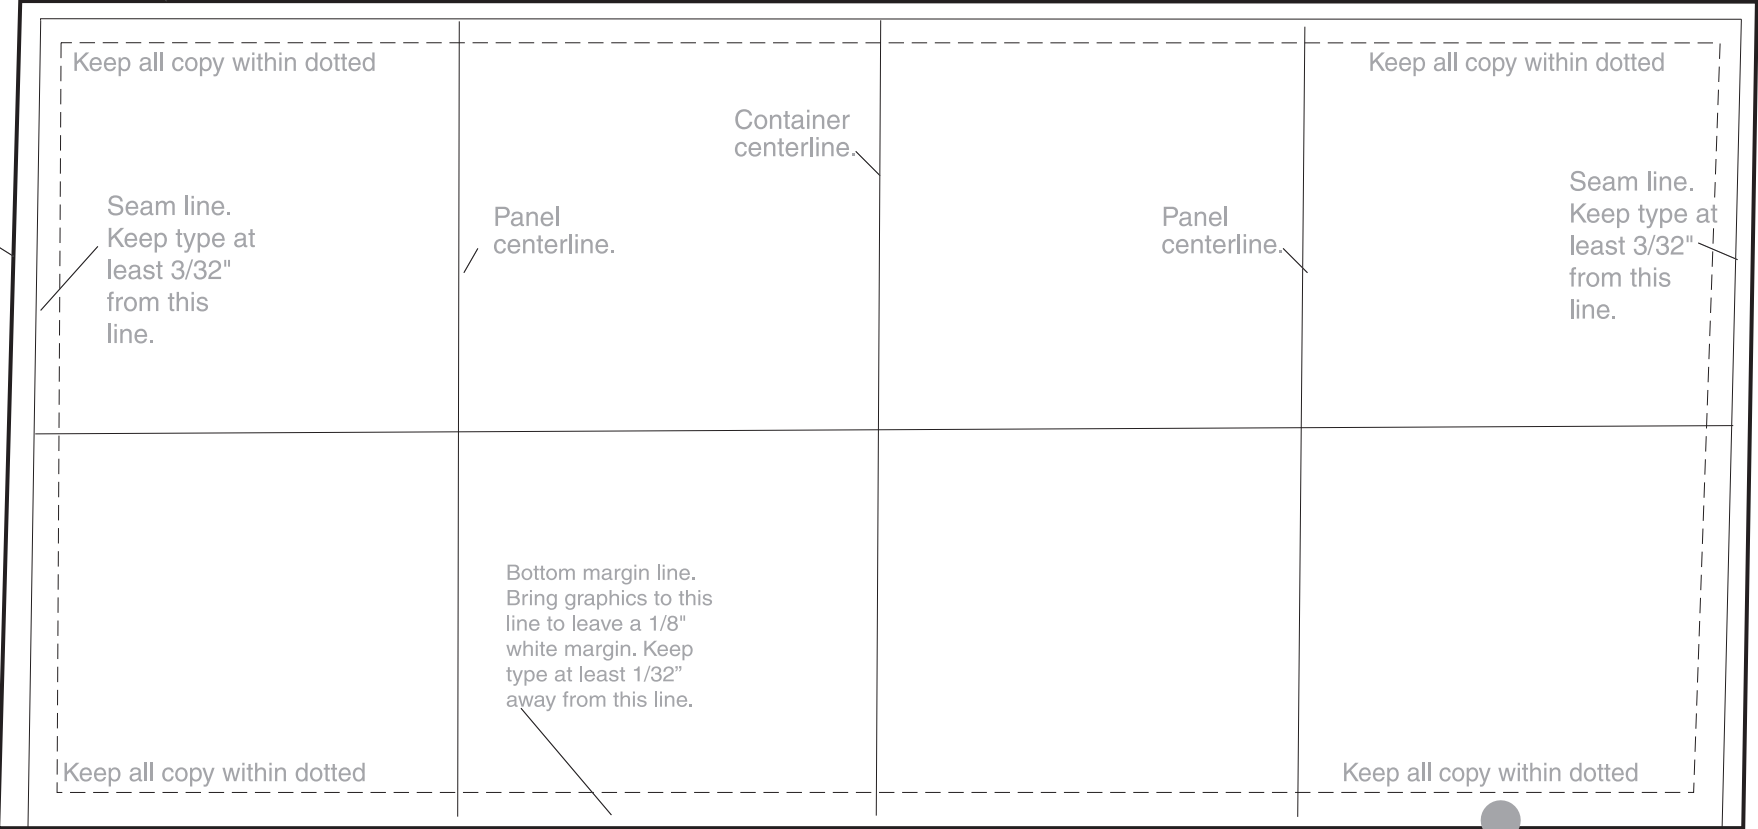 Keep all copy within dotted
Keep all copy within dotted
Container
centerline.
Seam line.
Keep type at
least 3/32"
from this
line.
Panel
centerline.
Panel
centerline.
Seam line.
Keep type at
least 3/32"
from this
line.
Bottom margin line.
Bring graphics to this
line to leave a 1/8"
white margin. Keep
type at least 1/32”
away from this line.
Keep all copy within dotted
Keep all copy within dotted